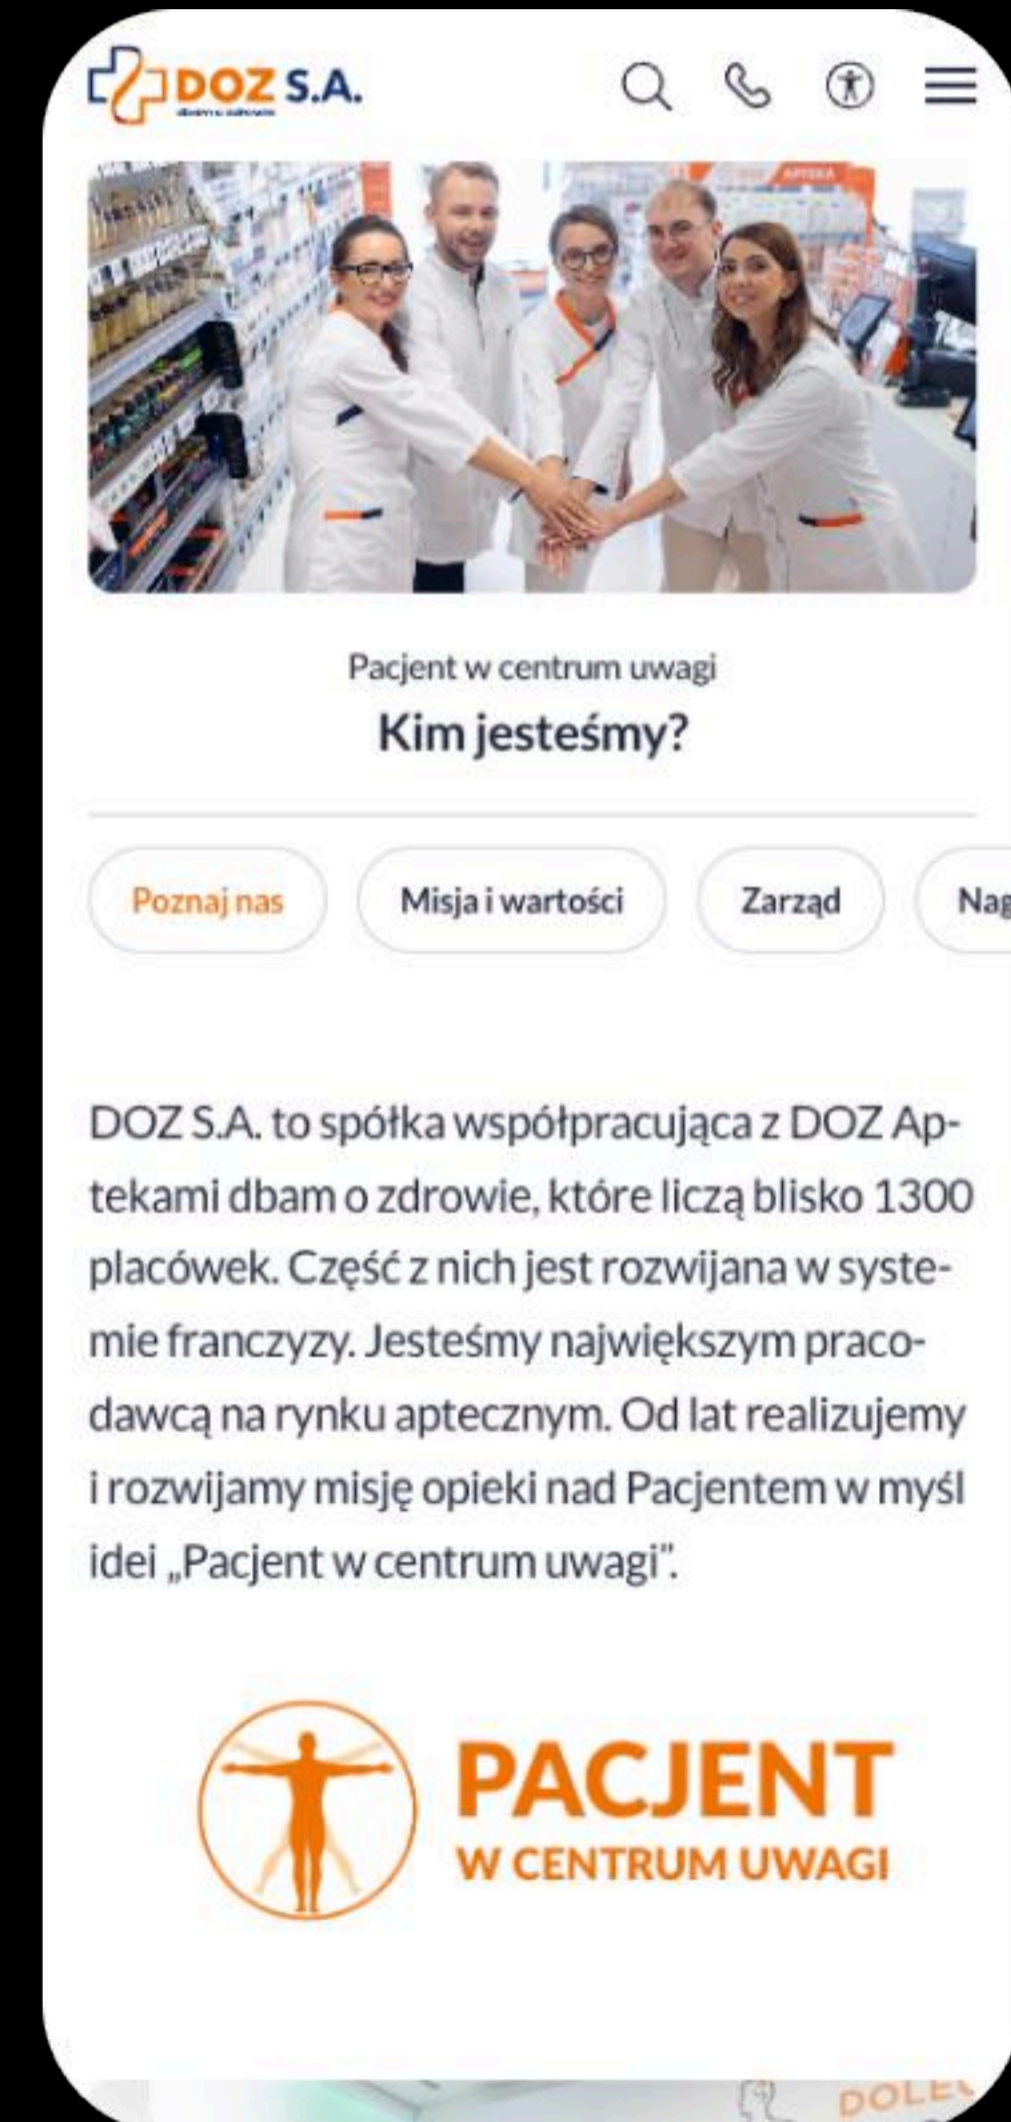 DOZ S.A.
APTEKA
Pacjent w centrum uwagi
Kim jesteśmy?
Poznaj nas
Misja i wartości
Zarząd
Nag
DOZ S.A. to spółka współpracująca z DOZ Ap-
tekami dbam o zdrowie, które liczą blisko 1300
placówek. Część z nich jest rozwijana w syste-
mie franczyzy. Jesteśmy największym praco-
dawcą na rynku aptecznym. Od lat realizujemy
i rozwijamy misję opieki nad Pacjentem w myśl
idei „Pacjent w centrum uwagi”.
PACJENT
W CENTRUM UWAGI